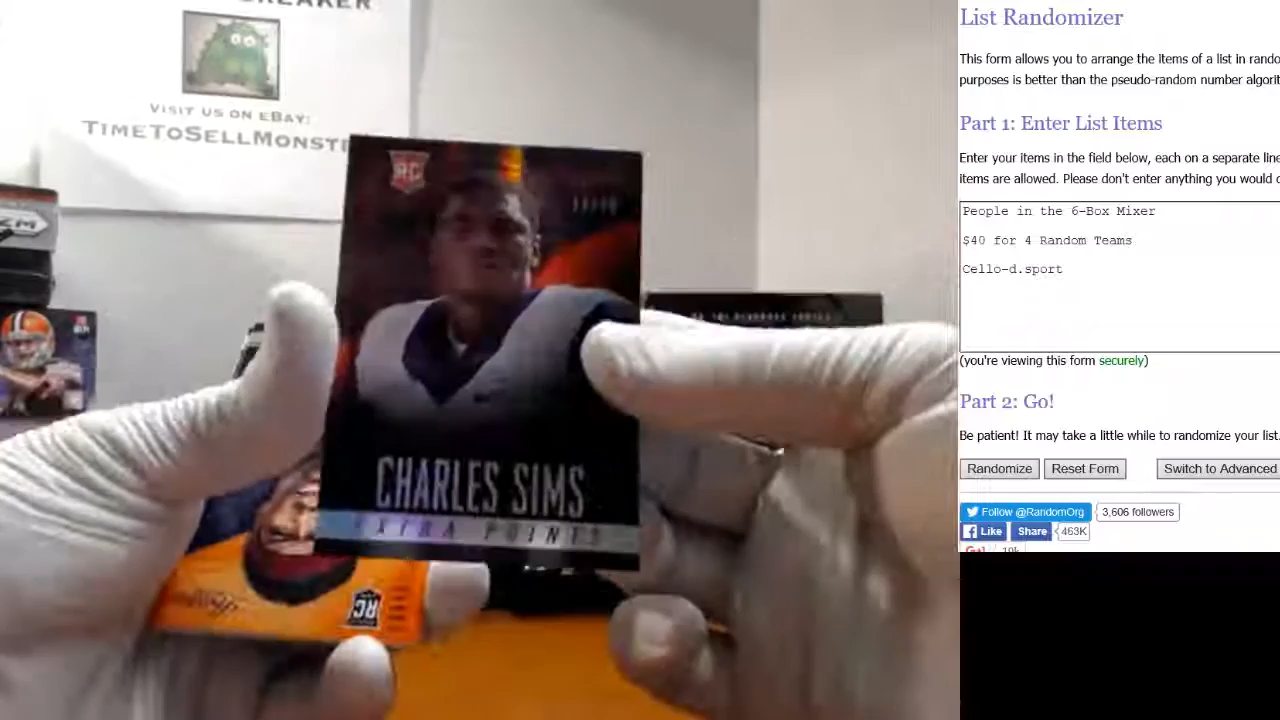 VISIT US ON EBAY:
TIMETOSELLMONST
RC
CHARLES SIMS
EXTRA POINTS
RC
List Randomizer
This form allows you to arrange the items of a list in rando
purposes is better than the pseudo-random number algorit
Part 1: Enter List Items
Enter your items in the field below, each on a separate line
items are allowed. Please don't enter anything you would c
People in the 6-Box Mixer
$40 for 4 Random Teams
Cello-d.sport
(you're viewing this form securely)
Part 2: Go!
Be patient! It may take a little while to randomize your list.
Randomize Reset Form Switch to Advanced
Follow @RandomOrg 3,606 followers
Like Share 463K